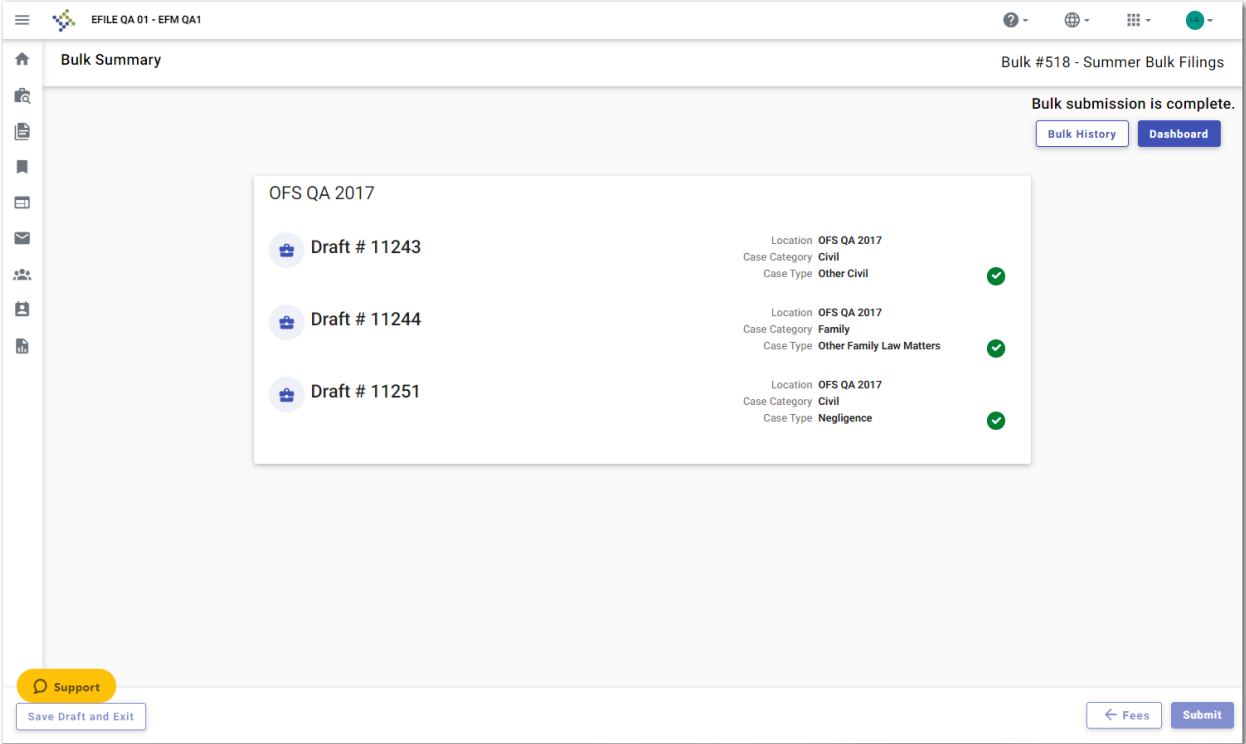 EFILE QA 01 - EFM QA1
Bulk Summary
Bulk #518 - Summer Bulk Filings
Bulk submission is complete.
Bulk History
Dashboard
OFS QA 2017
Draft # 11243
Location OFS QA 2017
Case Category Civil
Case Type Other Civil
Draft # 11244
Location OFS QA 2017
Case Category Family
Case Type Other Family Law Matters
Draft # 11251
Location OFS QA 2017
Case Category Civil
Case Type Negligence
Support
Save Draft and Exit
Fees
Submit